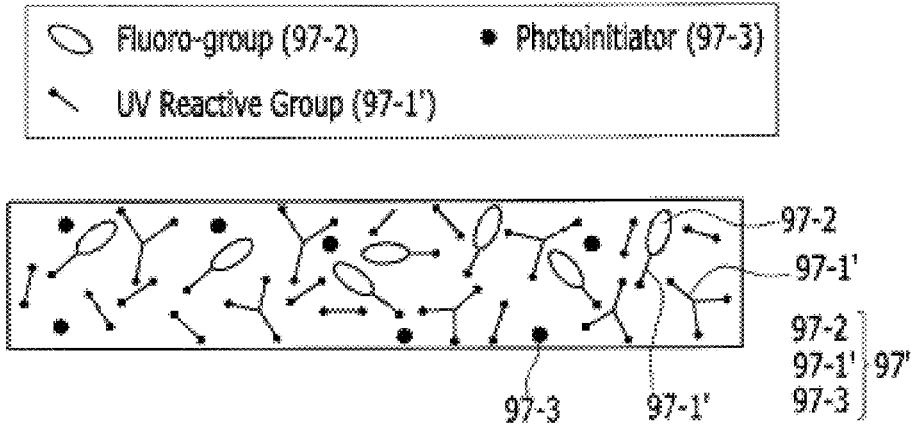 Fluoro-group (97-2)
Photoinitiator (97-3)
UV Reactive Group (97-1')
97-2
97-1'
97-2
97-1'
97-3
97'
97-3
97-1'